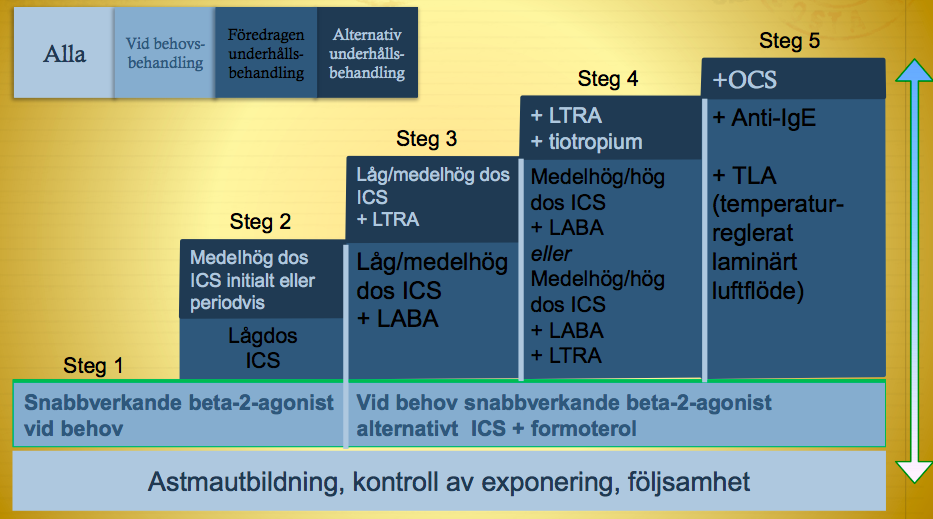 Alla
Vid behovs-
behandling
Föredragen
underhålls-
behandling
Alternativ
underhålls-
behandling
Steg 1
Snabbverkande beta-2-agonist
vid behov
Steg 2
Medelhög dos
ICS initialt eller
periodvis
Lågdos
ICS
Steg 3
Låg/medelhög dos
ICS
+ LTRA
Låg/medelhög
dos ICS
+ LABA
Steg 4
+ LTRA
+ tiotropium
Medelhög/hög
dos ICS
+ LABA
eller
Medelhög/hög
dos ICS
+ LABA
+ LTRA
Steg 5
+OCS
+ Anti-IgE
+ TLA
(temperatur-
reglerat
laminärt
luftflöde)
Vid behov snabbverkande beta-2-agonist
alternativt ICS + formoterol
Astmautbildning, kontroll av exponering, följsamhet